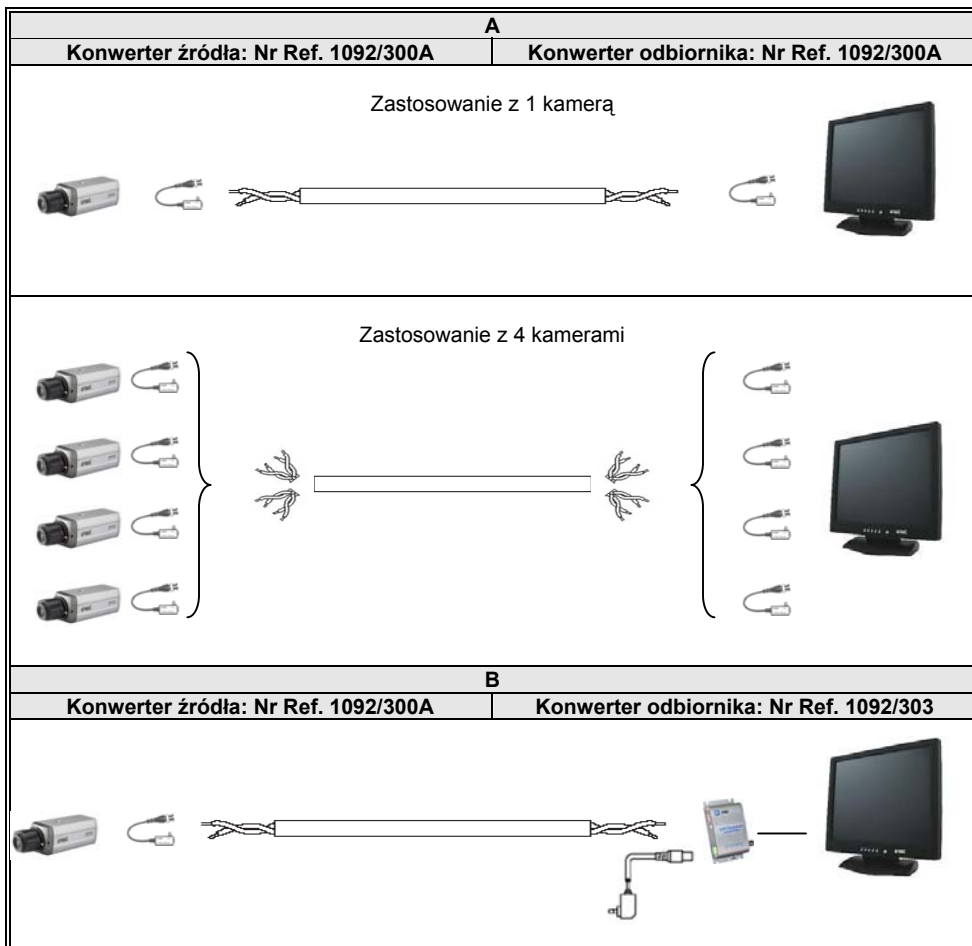 A
Konwerter źródła: Nr Ref. 1092/300A Konwerter odbiornika: Nr Ref. 1092/300A
Zastosowanie z 1 kamerą
Zastosowanie z 4 kamerami
B
Konwerter źródła: Nr Ref. 1092/300A Konwerter odbiornika: Nr Ref. 1092/303